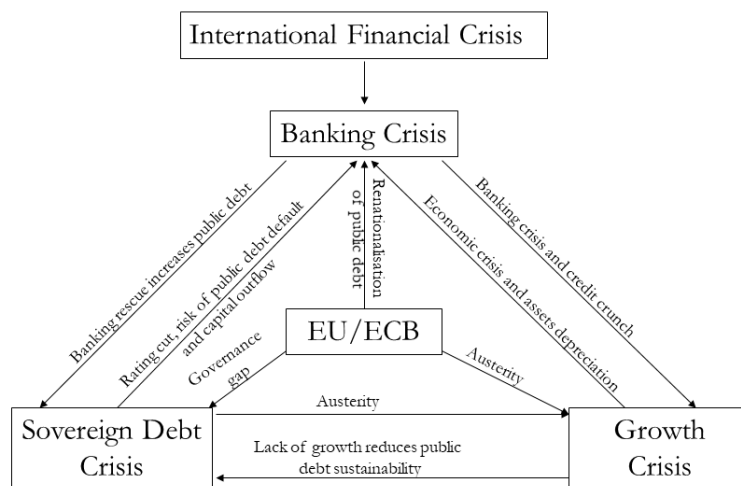 International Financial Crisis
Banking Crisis
Banking rescue increases public debt
Rating cut, risk of public debt default
and capital outflow
Renationalisation
of public debt
Economic crisis and assets depreciation
Banking crisis and credit crunch
EU/ECB
Governance
gap
Austerity
Austerity
Sovereign Debt
Crisis
Lack of growth reduces public
debt sustainability
Growth
Crisis